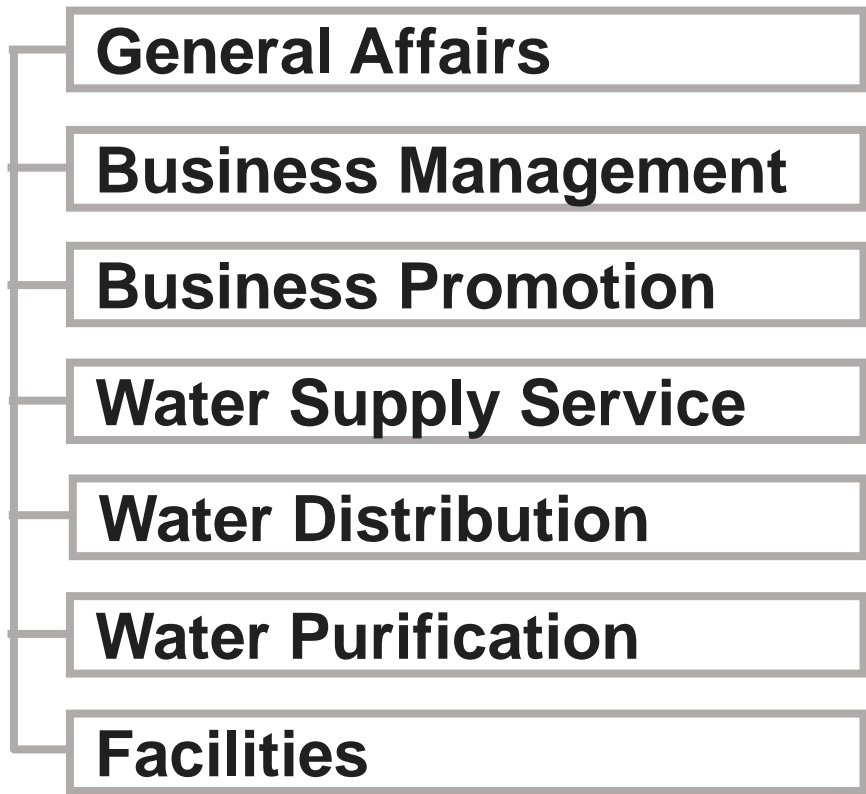 General Affairs
Business Management
Business Promotion
Water Supply Service
Water Distribution
Water Purification
Facilities